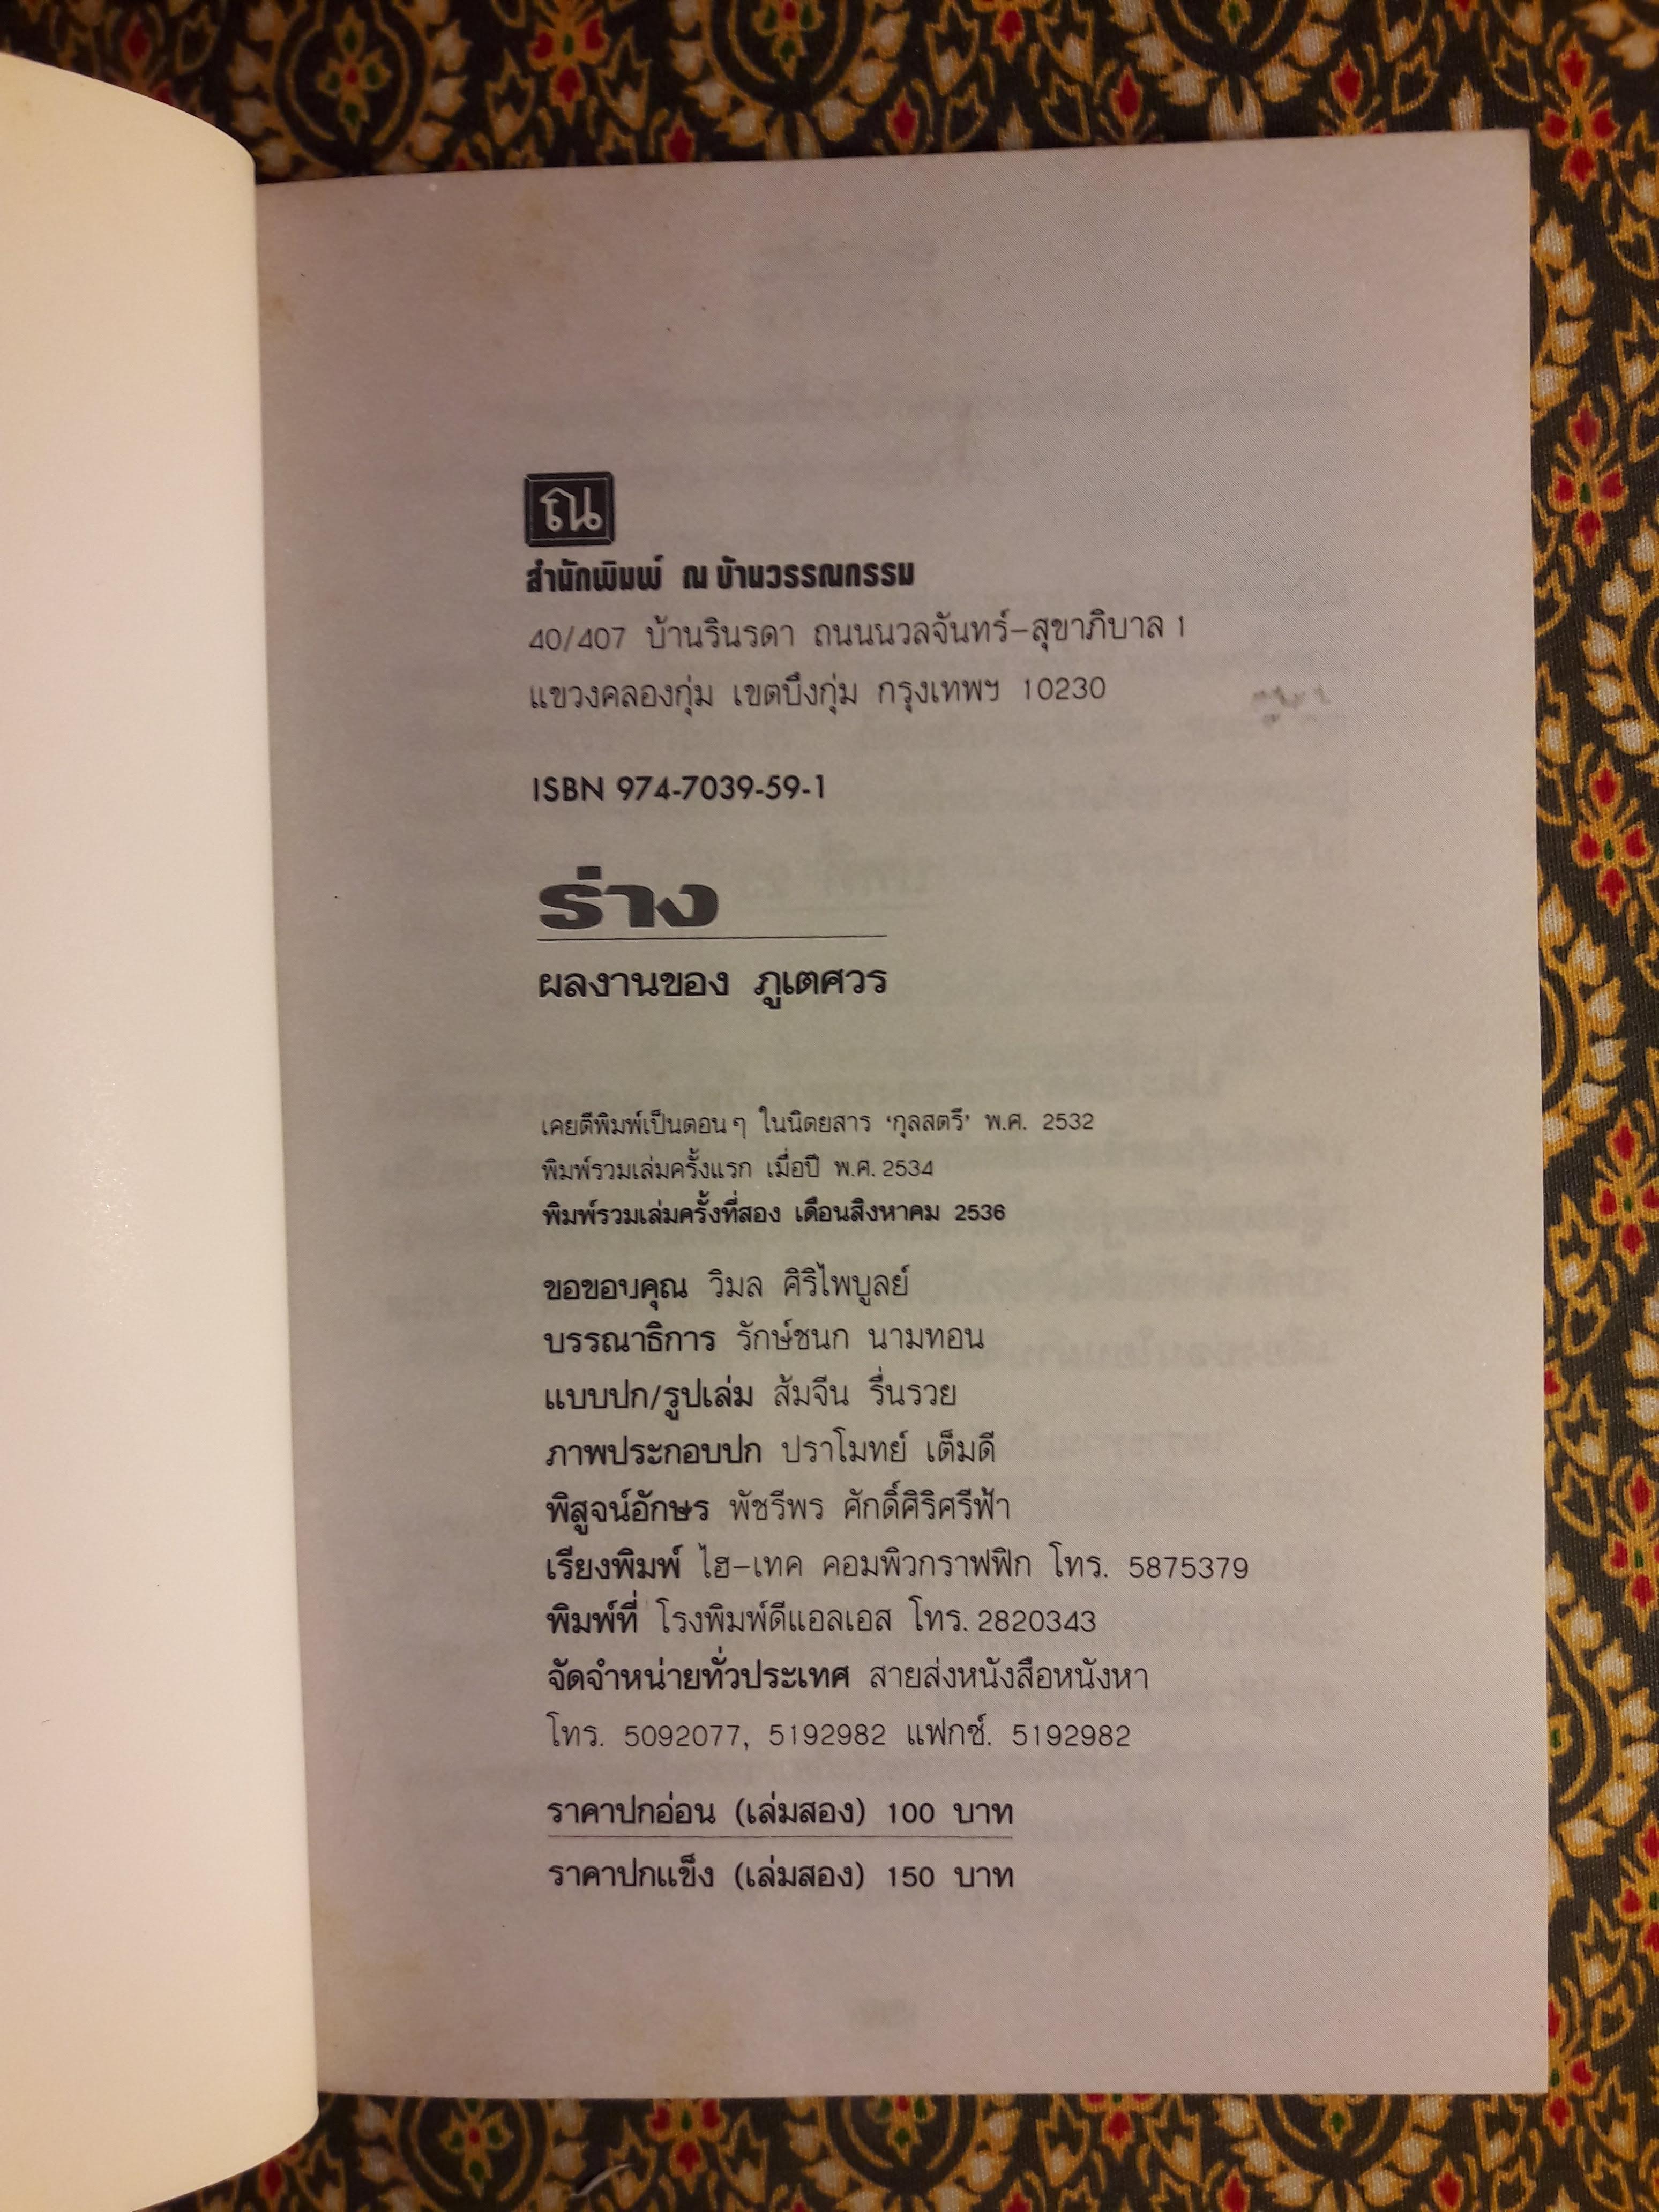 ณ
สำนักพิมพ์ ณ บ้านวรรณกรรม
40/407 บ้านรินรดา ถนนนวลจันทร์-สุขาภิบาล 1
แขวงคลองกุ่ม เขตบึงกุ่ม กรุงเทพฯ 10230
ISBN 974-7039-59-1
ร่าง
ผลงานของ ภูเตศวร
เคยตีพิมพ์เป็นตอนๆ ในนิตยสาร ‘กุลสตรี’ พ.ศ. 2532
พิมพ์รวมเล่มครั้งแรก เมื่อปี พ.ศ. 2534
พิมพ์รวมเล่มครั้งที่สอง เดือนสิงหาคม 2536
ขอขอบคุณ วิมล ศิริไพบูลย์
บรรณาธิการ รักษ์ชนก นามทอน
แบบปก/รูปเล่ม ส้มจีน รื่นรวย
ภาพประกอบปก ปราโมทย์ เต็มดี
พิสูจน์อักษร พัชรีพร ศักดิ์ศิริศรีฟ้า
เรียงพิมพ์ ไฮ-เทค คอมพิวกราฟฟิก โทร. 5875379
พิมพ์ที่ โรงพิมพ์ดีแอลเอส โทร. 2820343
จัดจำหน่ายทั่วประเทศ สายส่งหนังสือหนังหา
โทร. 5092077, 5192982 แฟกซ์. 5192982
ราคาปกอ่อน (เล่มสอง) 100 บาท
ราคาปกแข็ง (เล่มสอง) 150 บาท